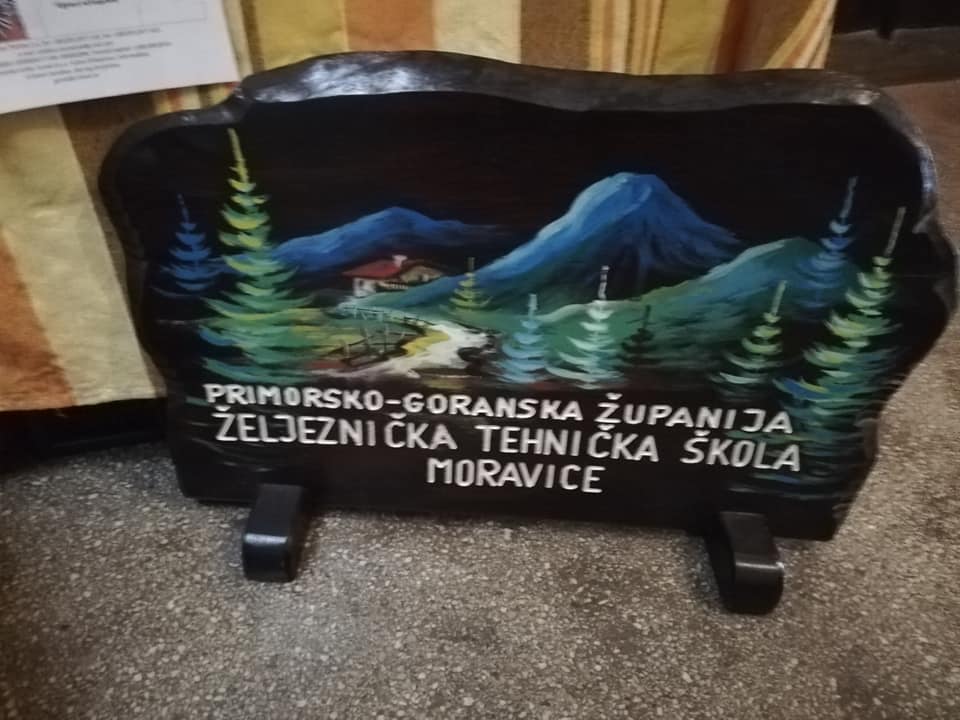 PRIMORSKO-GORANSKA ŽUPANIJA
ŽELJEZNIČKA TEHNIČKA ŠKOLA
MORAVICE